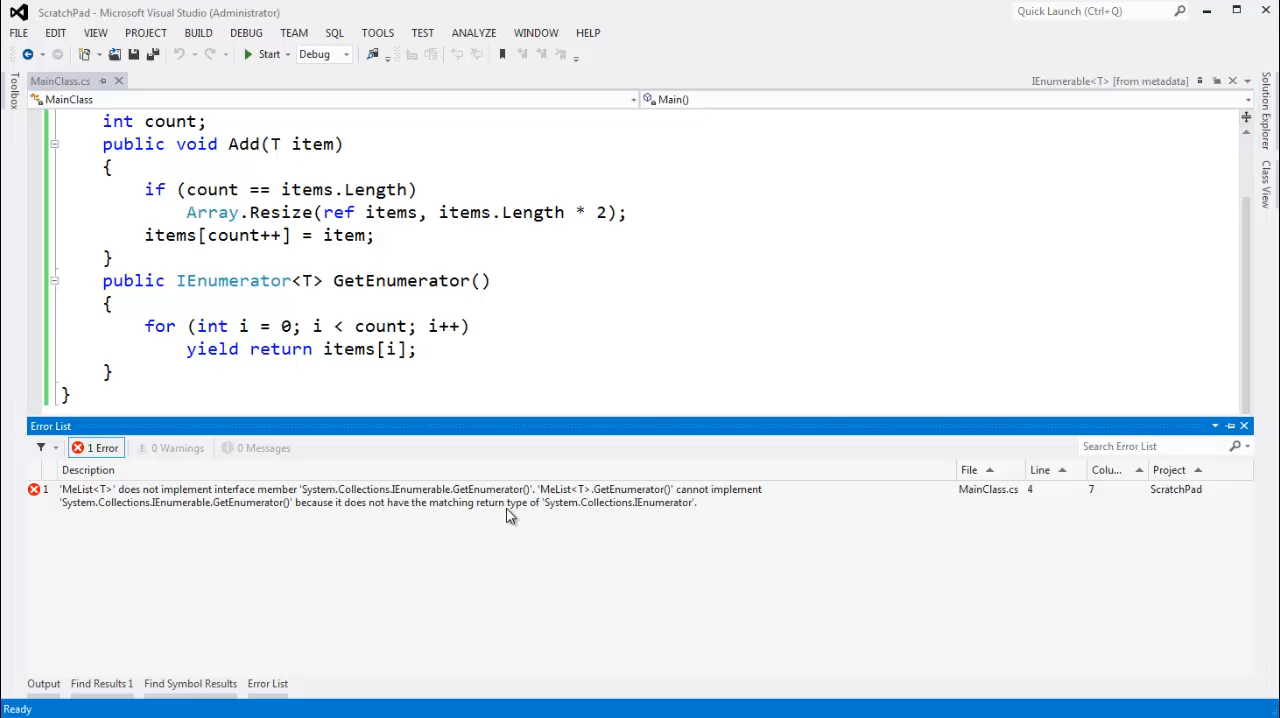 ScratchPad - Microsoft Visual Studio (Administrator)
Quick Launch (Ctrl+Q)
FILE EDIT VIEW PROJECT BUILD DEBUG TEAM SQL TOOLS TEST ANALYZE WINDOW HELP
Start Debug
Toolbox
MainClass.cs
IEnumerable<T> [from metadata]
MainClass
Main()
Solution Explorer
Class View
int count;
public void Add(T item)
{
if (count == items.Length)
Array.Resize(ref items, items.Length * 2);
items[count++] = item;
}
public IEnumerator<T> GetEnumerator()
{
for (int i = 0; i < count; i++)
yield return items[i];
}
}
Error List
1 Error 0 Warnings 0 Messages
Search Error List
Description File Line Colu... Project
1 'MeList<T>' does not implement interface member 'System.Collections.IEnumerable.GetEnumerator()'. 'MeList<T>.GetEnumerator()' cannot implement MainClass.cs 4 7 ScratchPad
'System.Collections.IEnumerable.GetEnumerator()' because it does not have the matching return type of 'System.Collections.IEnumerator'.
Output Find Results 1 Find Symbol Results Error List
Ready